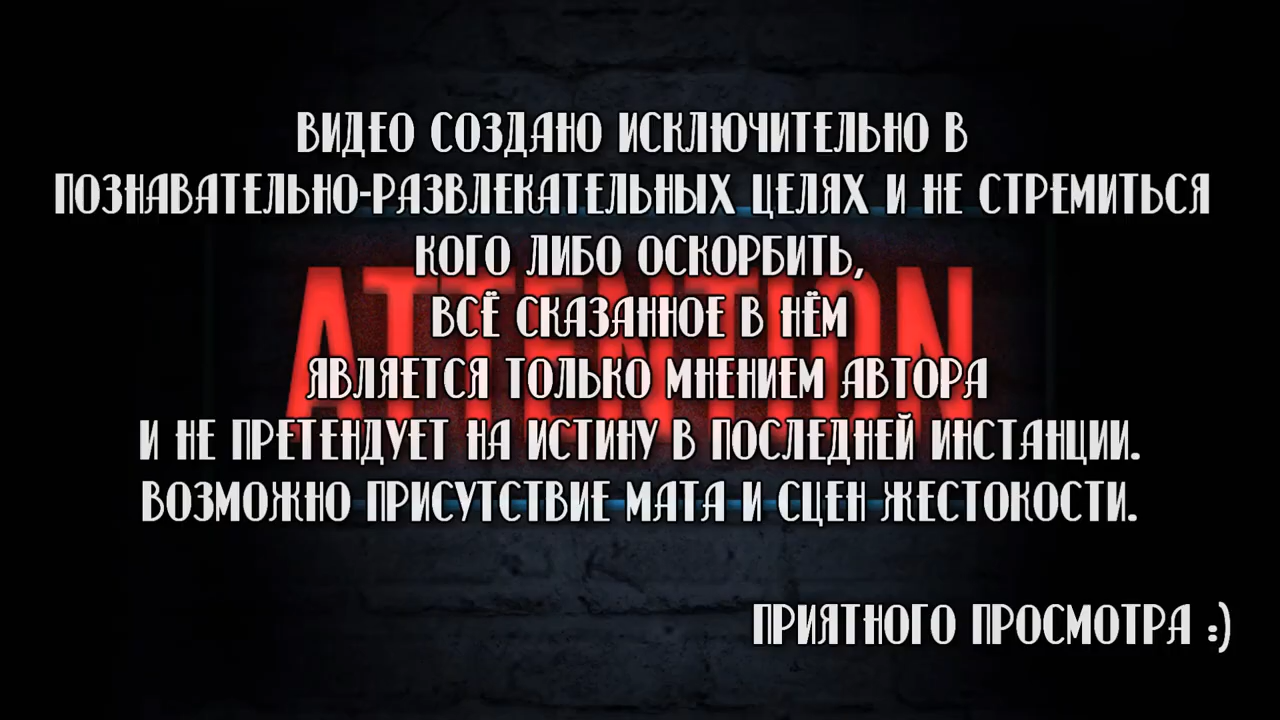 ВИДЕО СОЗДАНО ИСКЛЮЧИТЕЛЬНО В
ПОЗНАВАТЕЛЬНО-РАЗВЛЕКАТЕЛЬНЫХ ЦЕЛЯХ И НЕ СТРЕМИТЬСЯ
КОГО ЛИБО ОСКОРБИТЬ,
ATTENTION
ВСЁ СКАЗАННОЕ В НЁМ
ЯВЛЯЕТСЯ ТОЛЬКО МНЕНИЕМ АВТОРА
И НЕ ПРЕТЕНДУЕТ НА ИСТИНУ В ПОСЛЕДНЕЙ ИНСТАНЦИИ.
ВОЗМОЖНО ПРИСУТСТВИЕ МАТА И СЦЕН ЖЕСТОКОСТИ.
ПРИЯТНОГО ПРОСМОТРА :)